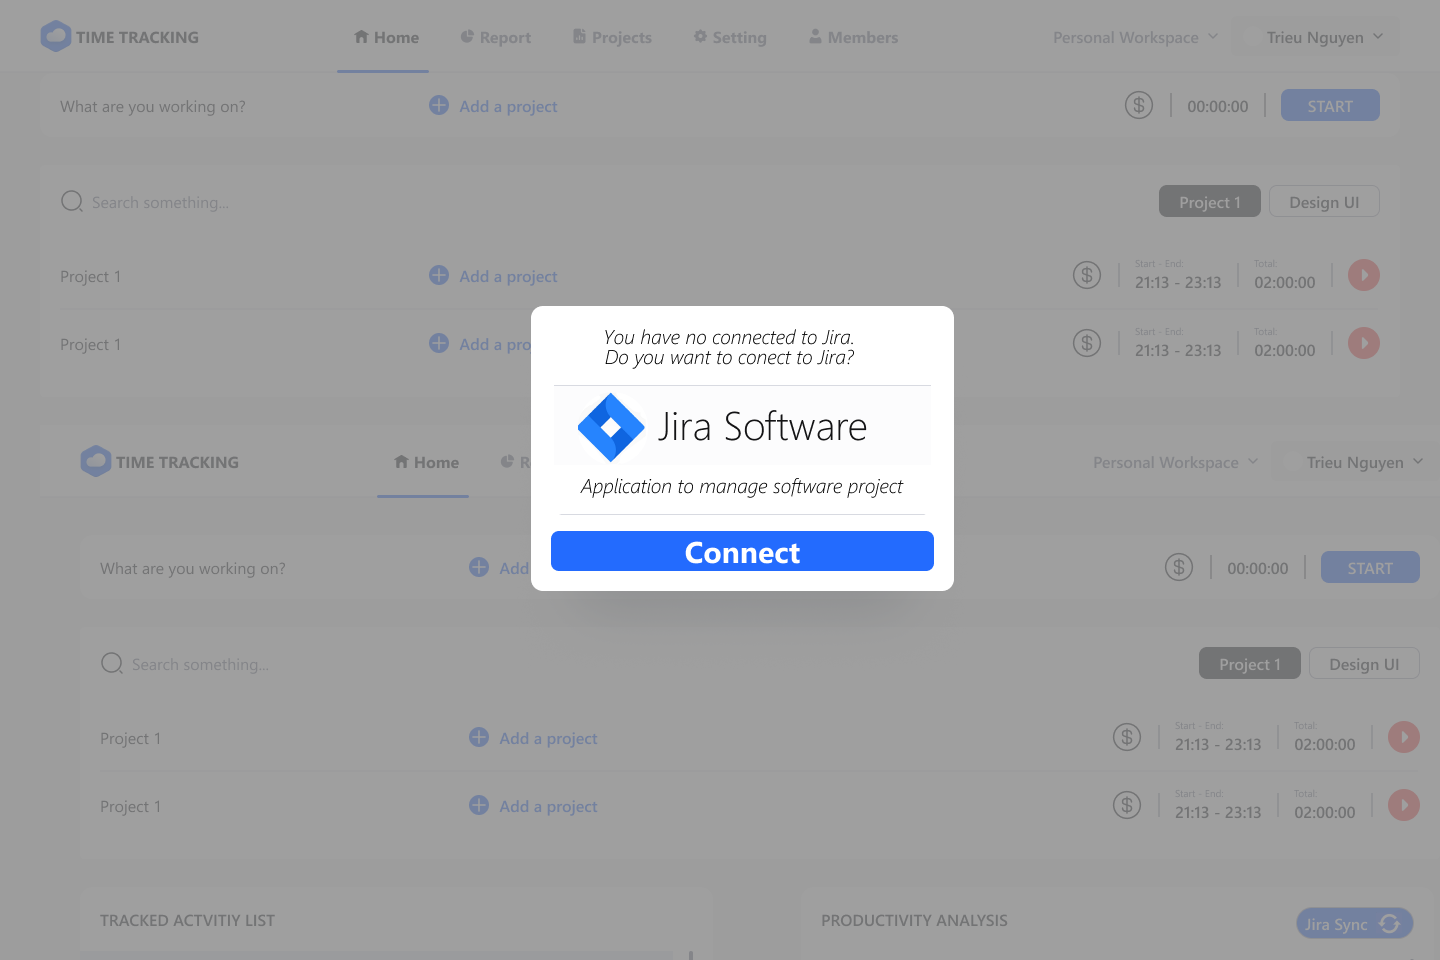 TIME TRACKING Home Report Projects Setting Members Personal Workspace Trieu Nguyen
What are you working on? Add a project 00:00:00 START
Search something... Project 1 Design UI
Start - End: Total:
Project 1 Add a project 21:13 - 23:13 02:00:00
Start - End: Total:
Project 1 Add a pro 21:13 - 23:13 02:00:00
You have no connected to Jira.
Do you want to conect to Jira?
Jira Software
Application to manage software project
Connect
TIME TRACKING Home R Personal Workspace Trieu Nguyen
What are you working on? Add 00:00:00 START
Search something... Project 1 Design UI
Start - End: Total:
Project 1 Add a project 21:13 - 23:13 02:00:00
Start - End: Total:
Project 1 Add a project 21:13 - 23:13 02:00:00
TRACKED ACTVITIY LIST PRODUCTIVITY ANALYSIS Jira Sync